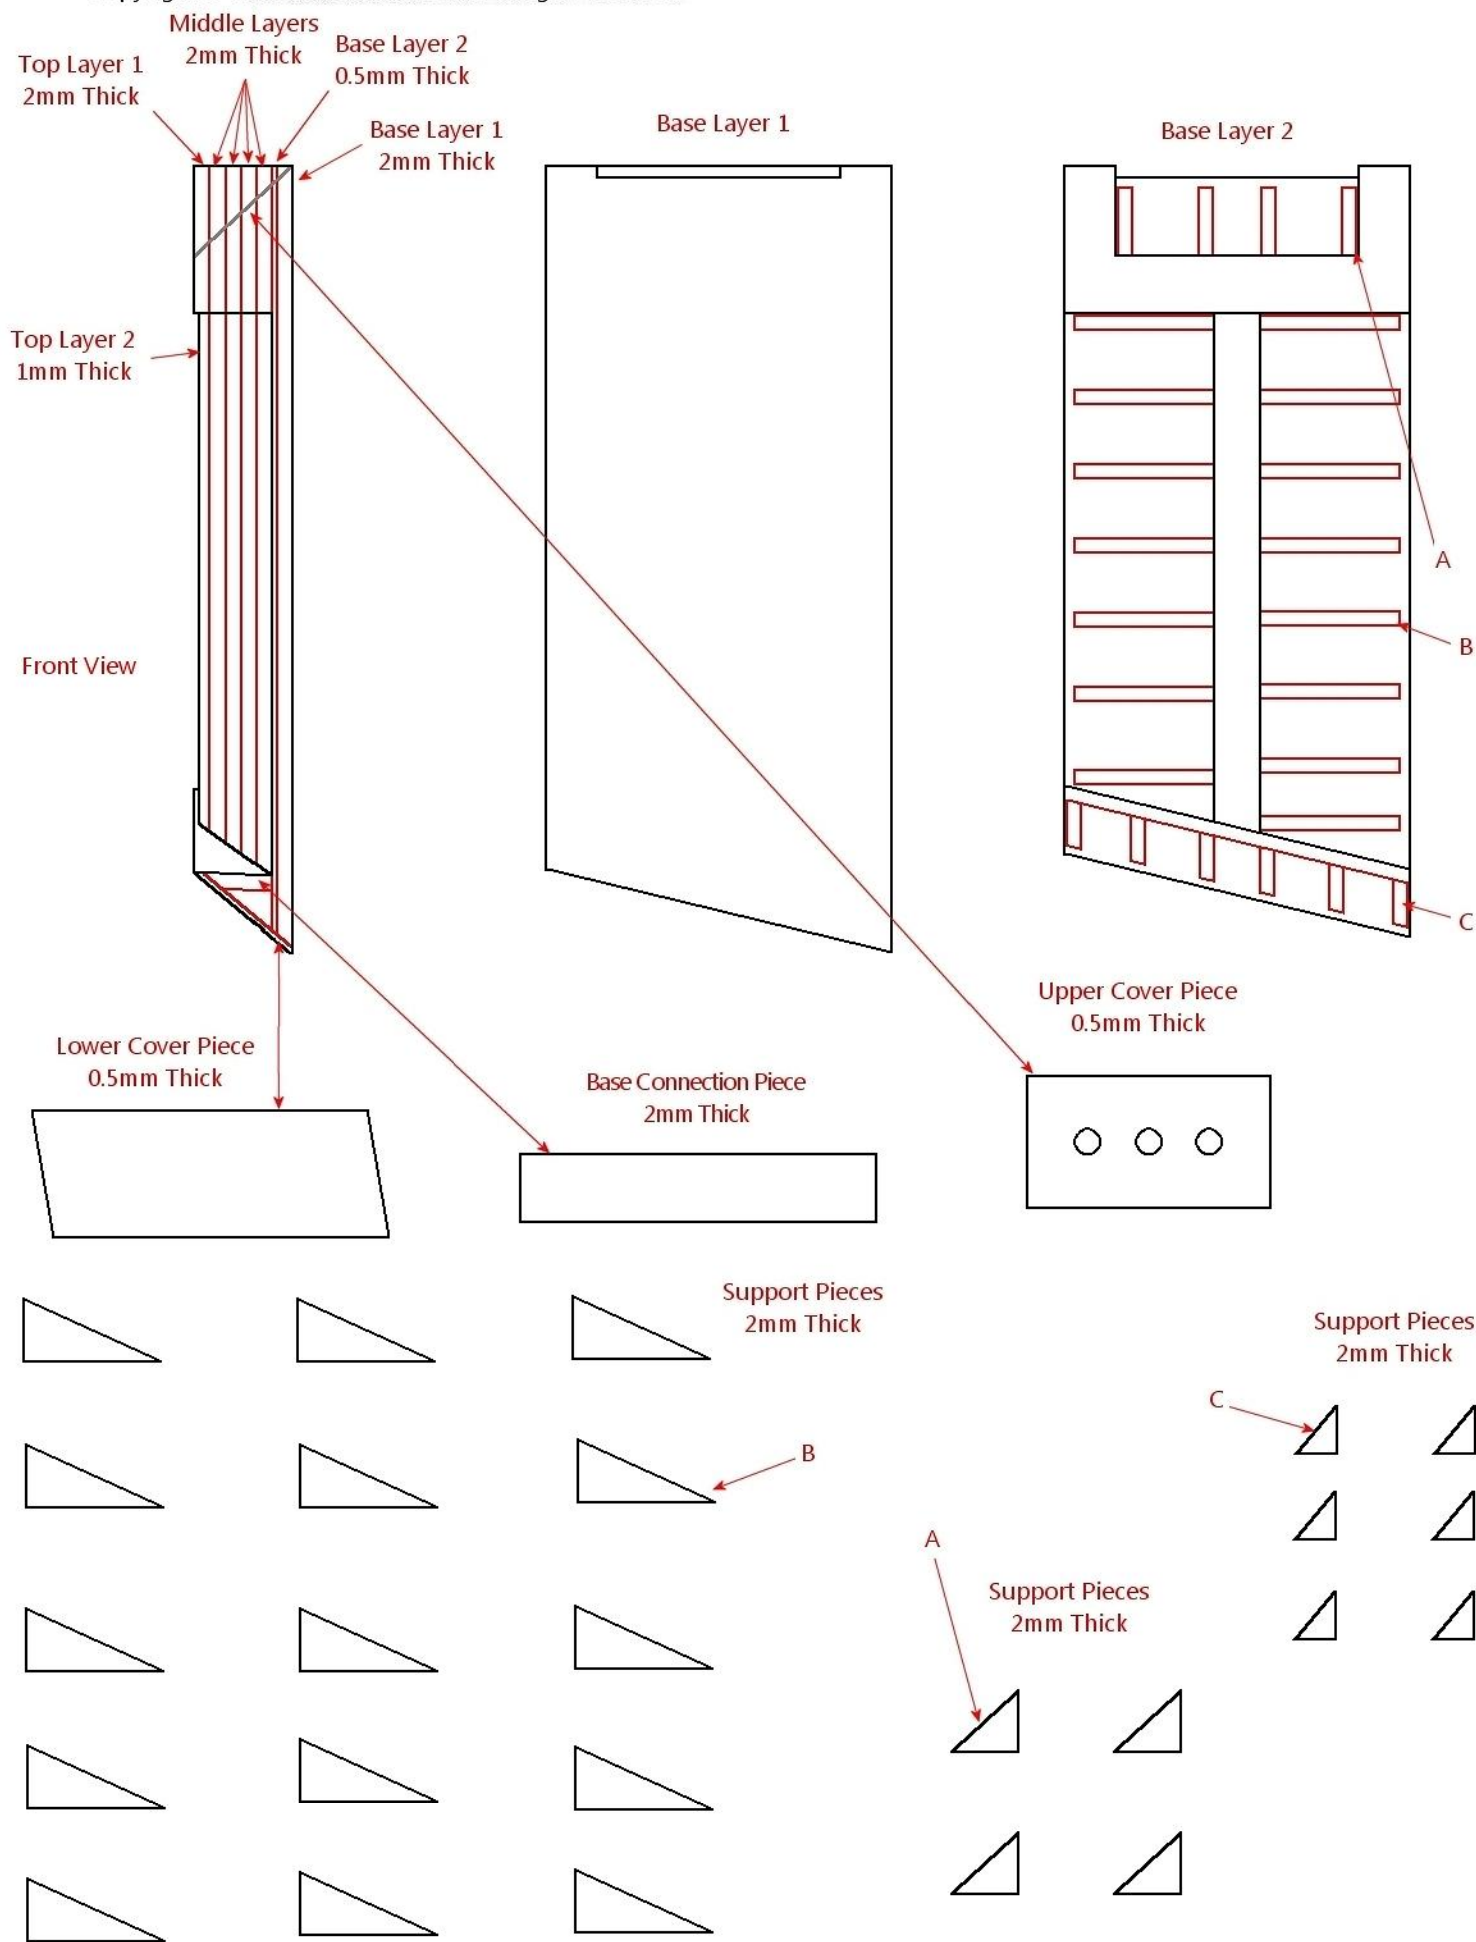 Middle Layers
2mm Thick
Base Layer 2
0.5mm Thick
Top Layer 1
2mm Thick
Base Layer 1
2mm Thick
Base Layer 1
Base Layer 2
Top Layer 2
1mm Thick
A
B
Front View
C
Upper Cover Piece
0.5mm Thick
Lower Cover Piece
0.5mm Thick
Base Connection Piece
2mm Thick
Support Pieces
2mm Thick
Support Pieces
2mm Thick
C
B
A
Support Pieces
2mm Thick